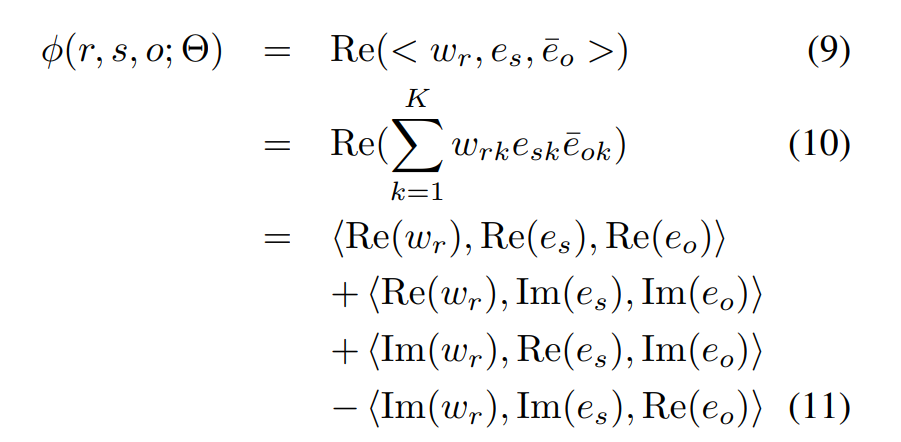 ϕ(r, s, o; Θ) = Re(< w_r, e_s, ē_o >) (9)
= Re(∑_{k=1}^{K} w_{rk} e_{sk} ē_{ok}) (10)
= ⟨Re(w_r), Re(e_s), Re(e_o)⟩
+ ⟨Re(w_r), Im(e_s), Im(e_o)⟩
+ ⟨Im(w_r), Re(e_s), Im(e_o)⟩
− ⟨Im(w_r), Im(e_s), Re(e_o)⟩ (11)